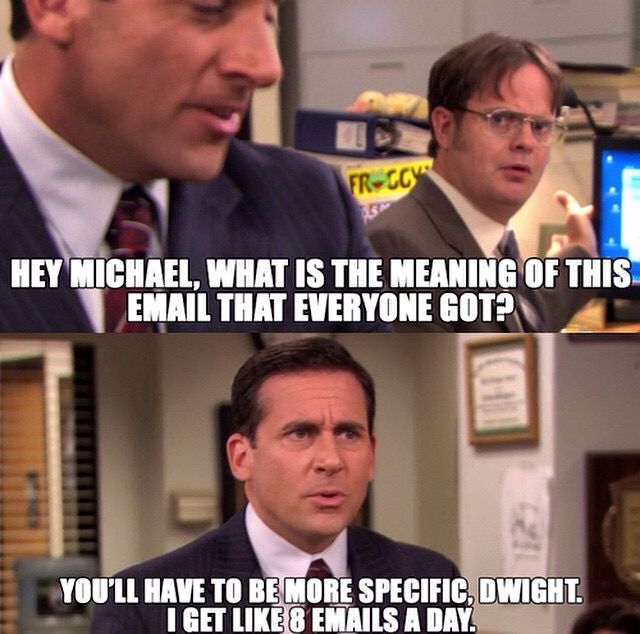 FROGGY
HEY MICHAEL, WHAT IS THE MEANING OF THIS
EMAIL THAT EVERYONE GOT?
YOU'LL HAVE TO BE MORE SPECIFIC, DWIGHT.
I GET LIKE 8 EMAILS A DAY.